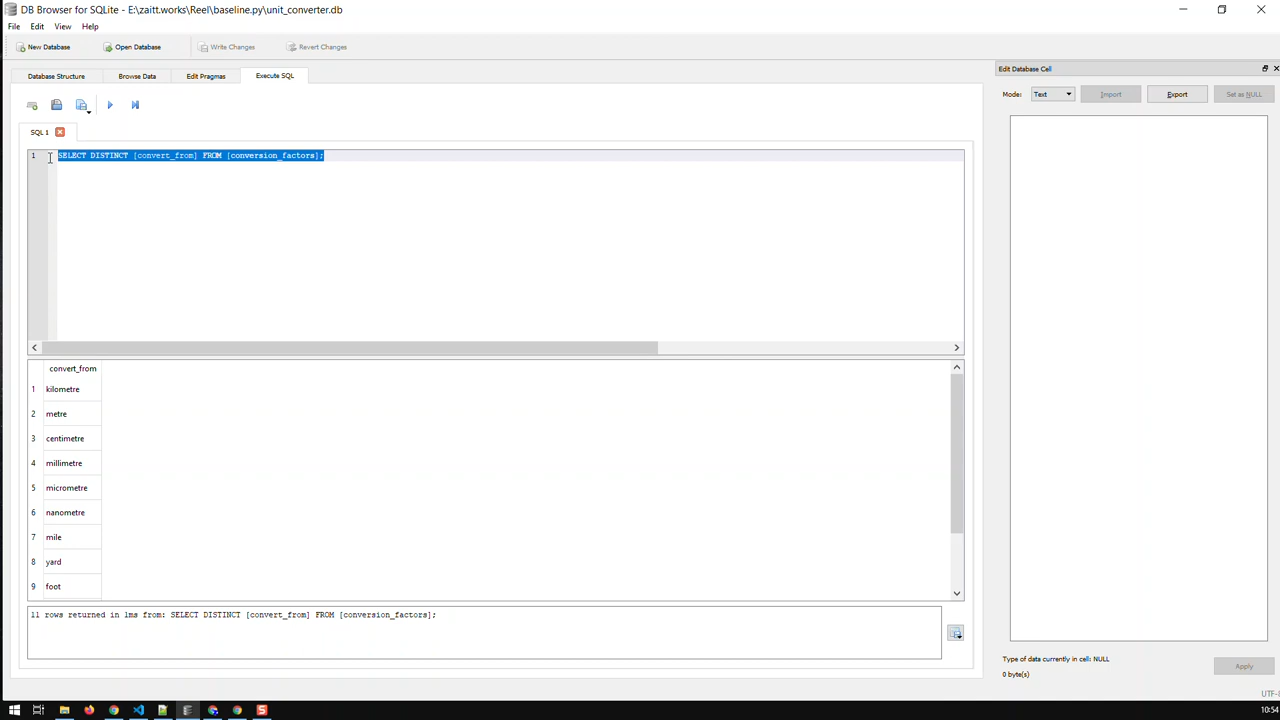 DB Browser for SQLite - E:\zaitt.works\Reel\baseline.py\unit_converter.db
File Edit View Help
New Database Open Database Write Changes Revert Changes
Database Structure Browse Data Edit Pragmas Execute SQL
Edit Database Cell
Mode: Text Import Export Set as NULL
SQL 1
1 SELECT DISTINCT [convert_from] FROM [conversion_factors];
convert_from
1 kilometre
2 metre
3 centimetre
4 millimetre
5 micrometre
6 nanometre
7 mile
8 yard
9 foot
11 rows returned in 1ms from: SELECT DISTINCT [convert_from] FROM [conversion_factors];
Type of data currently in cell: NULL
0 byte(s)
Apply
UTF-8
10:54